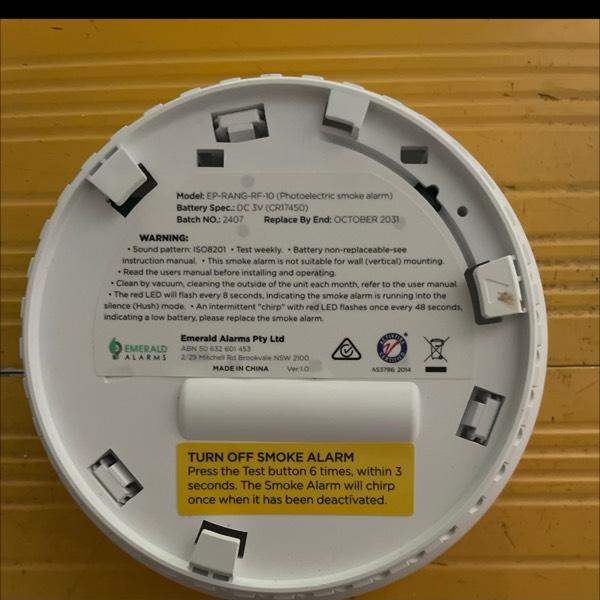 Model: EP-RANG-RF-10 (Photoelectric smoke alarm)
Battery Spec.: DC 3V (CR17450)
Batch NO.: 2407 Replace By End: OCTOBER 2031
WARNING:
• Sound pattern: ISO8201 • Test weekly. • Battery non-replaceable-see
instruction manual. • This smoke alarm is not suitable for wall (vertical) mounting.
• Read the users manual before installing and operating.
• Clean by vacuum, cleaning the outside of the unit each month, refer to the user manual.
• The red LED will flash every 8 seconds, indicating the smoke alarm is running into the
silence (Hush) mode. • An intermittent "chirp" with red LED flashes once every 48 seconds,
indicating a low battery, please replace the smoke alarm.
EMERALD
ALARMS
Emerald Alarms Pty Ltd
ABN 50 632 601 453
2/29 Mitchell Rd Brookvale NSW 2100
MADE IN CHINA Ver:1.0
AS3786: 2014
TURN OFF SMOKE ALARM
Press the Test button 6 times, within 3
seconds. The Smoke Alarm will chirp
once when it has been deactivated.